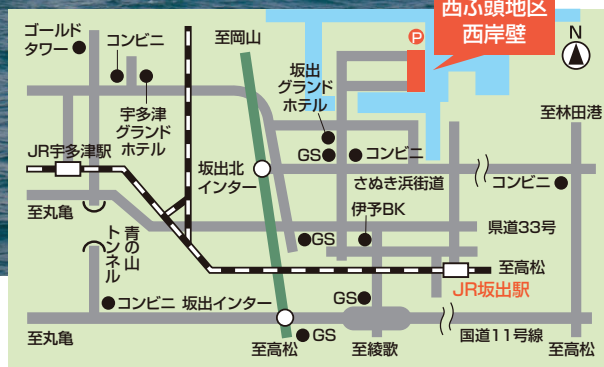 西ふ頭地区
西岸壁
N
P
ゴールド
タワー
コンビニ
至岡山
坂出
グランド
ホテル
宇多津
グランド
ホテル
至林田港
JR宇多津駅
坂出北
インター
GS
コンビニ
さぬき浜街道
コンビニ
至丸亀
伊予BK
県道33号
青の山
トンネル
GS
至高松
JR坂出駅
コンビニ
坂出インター
GS
至丸亀
GS
国道11号線
至高松
至綾歌
至高松